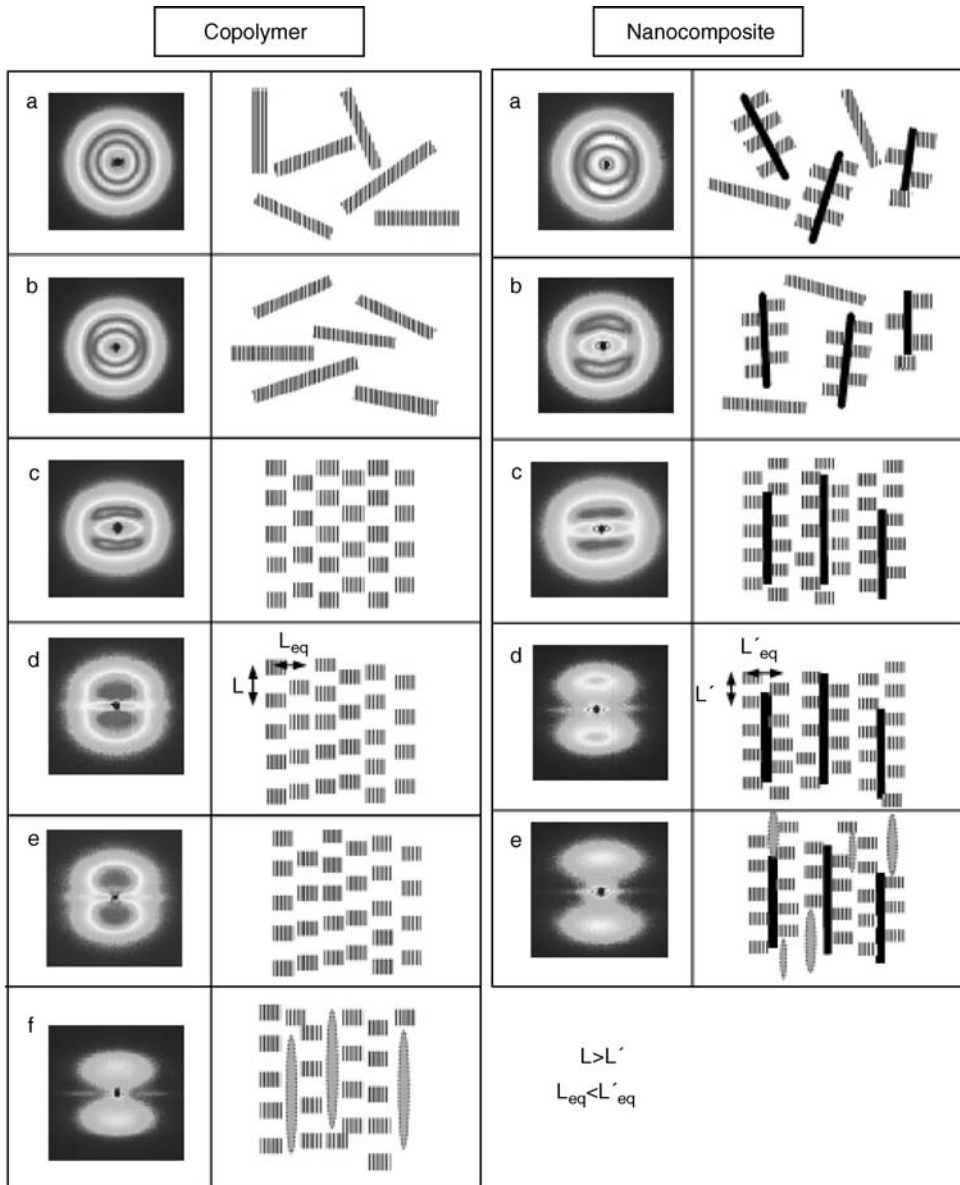 Copolymer
Nanocomposite
a
a
b
b
c
c
d
L_eq
L
d
L´_eq
L´
e
e
f
L>L´
L_eq<L´_eq